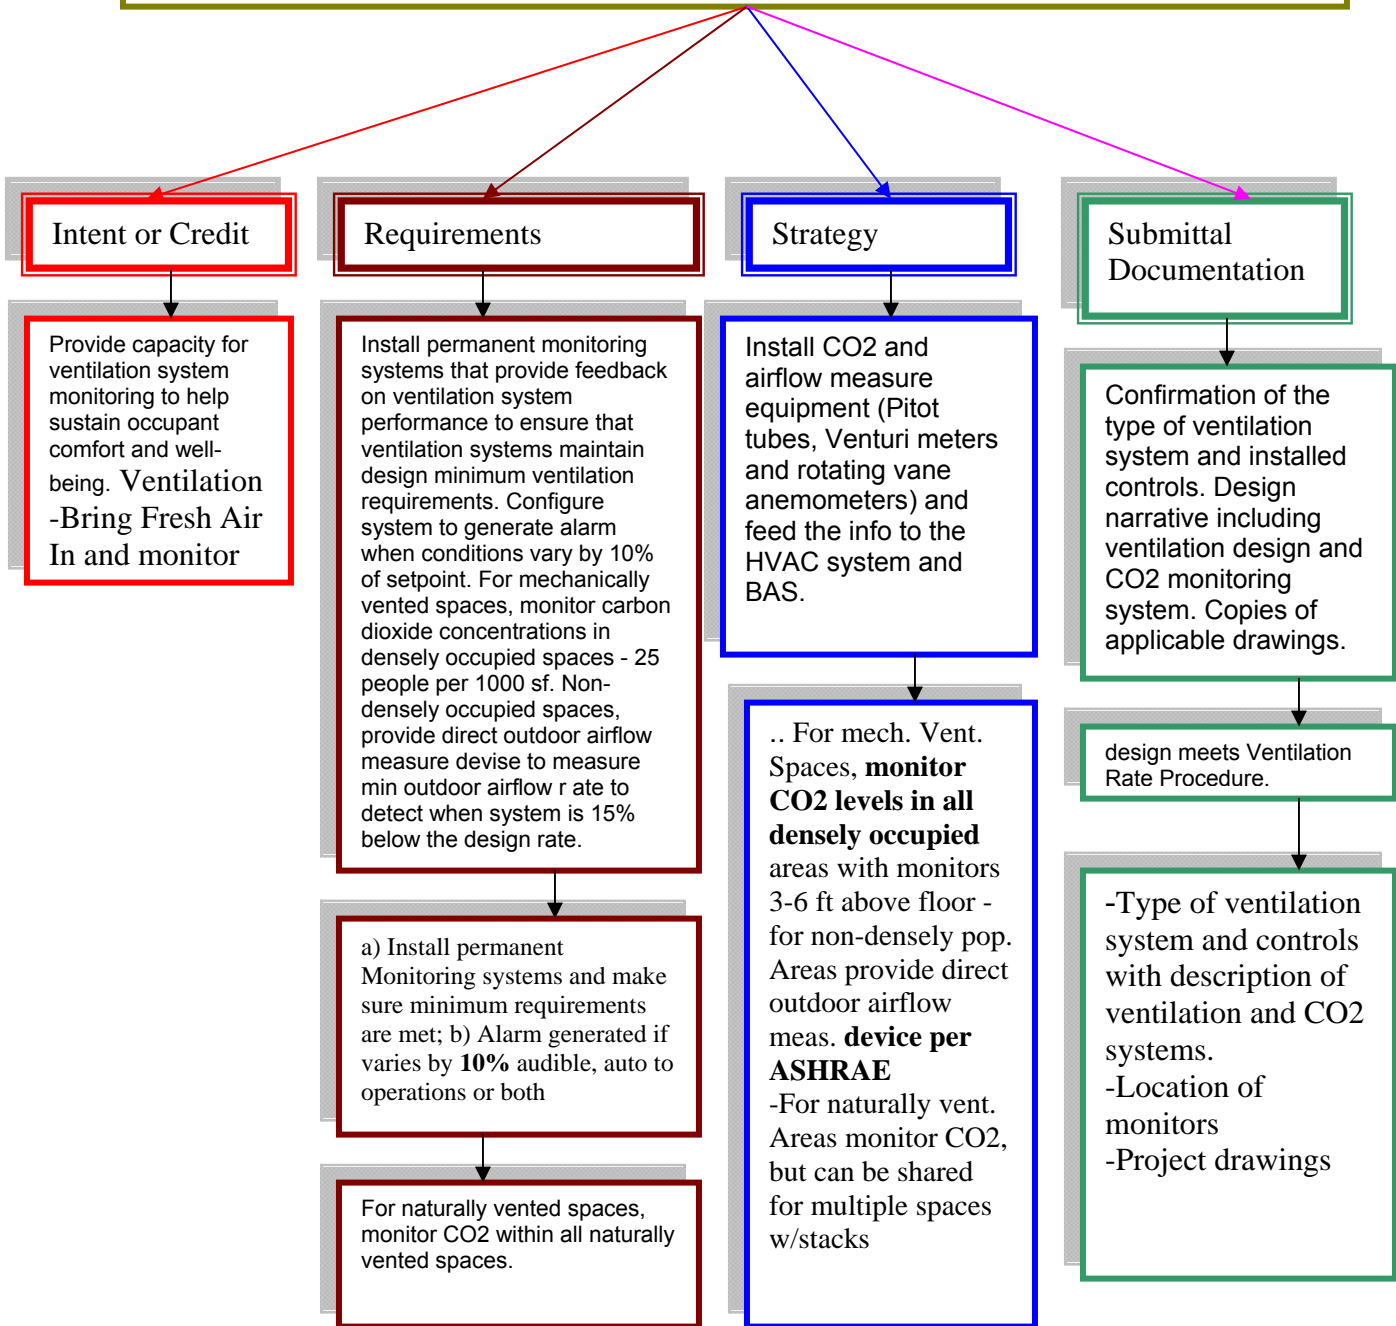 Intent or Credit
Provide capacity for
ventilation system
monitoring to help
sustain occupant
comfort and well-
being. Ventilation
-Bring Fresh Air
In and monitor
Requirements
Install permanent monitoring
systems that provide feedback
on ventilation system
performance to ensure that
ventilation systems maintain
design minimum ventilation
requirements. Configure
system to generate alarm
when conditions vary by 10%
of setpoint. For mechanically
vented spaces, monitor carbon
dioxide concentrations in
densely occupied spaces - 25
people per 1000 sf. Non-
densely occupied spaces,
provide direct outdoor airflow
measure devise to measure
min outdoor airflow r ate to
detect when system is 15%
below the design rate.
a) Install permanent
Monitoring systems and make
sure minimum requirements
are met; b) Alarm generated if
varies by 10% audible, auto to
operations or both
For naturally vented spaces,
monitor CO2 within all naturally
vented spaces.
Strategy
Install CO2 and
airflow measure
equipment (Pitot
tubes, Venturi meters
and rotating vane
anemometers) and
feed the info to the
HVAC system and
BAS.
.. For mech. Vent.
Spaces, monitor
CO2 levels in all
densely occupied
areas with monitors
3-6 ft above floor -
for non-densely pop.
Areas provide direct
outdoor airflow
meas. device per
ASHRAE
-For naturally vent.
Areas monitor CO2,
but can be shared
for multiple spaces
w/stacks
Submittal
Documentation
Confirmation of the
type of ventilation
system and installed
controls. Design
narrative including
ventilation design and
CO2 monitoring
system. Copies of
applicable drawings.
design meets Ventilation
Rate Procedure.
-Type of ventilation
system and controls
with description of
ventilation and CO2
systems.
-Location of
monitors
-Project drawings